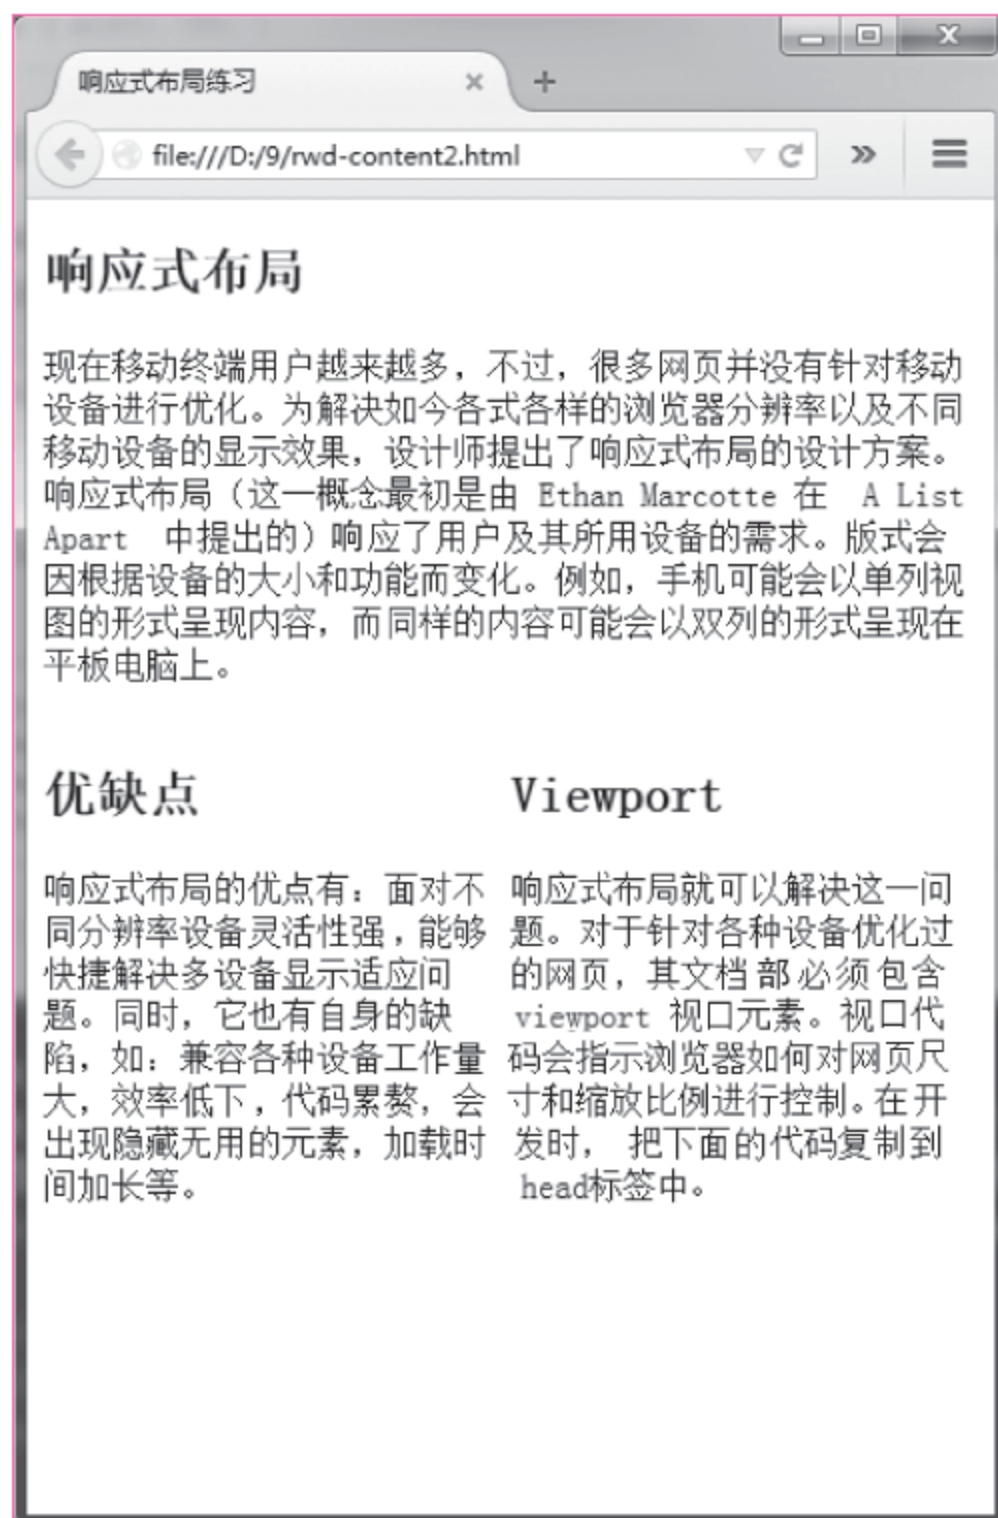 响应式布局练习
file:///D:/9/rwd-content2.html
响应式布局
现在移动终端用户越来越多，不过，很多网页并没有针对移动
设备进行优化。为解决如今各式各样的浏览器分辨率以及不同
移动设备的显示效果，设计师提出了响应式布局的设计方案。
响应式布局（这一概念最初是由 Ethan Marcotte 在 A List
Apart 中提出的）响应了用户及其所用设备的需求。版式会
因根据设备的大小和功能而变化。例如，手机可能会以单列视
图的形式呈现内容，而同样的内容可能会以双列的形式呈现在
平板电脑上。
优缺点
响应式布局的优点有：面对不
同分辨率设备灵活性强，能够
快捷解决多设备显示适应问
题。同时，它也有自身的缺
陷，如：兼容各种设备工作量
大，效率低下，代码累赘，会
出现隐藏无用的元素，加载时
间加长等。
Viewport
响应式布局就可以解决这一问
题。对于针对各种设备优化过
的网页，其文档部必须包含
viewport 视口元素。视口代
码会指示浏览器如何对网页尺
寸和缩放比例进行控制。在开
发时， 把下面的代码复制到
head标签中。